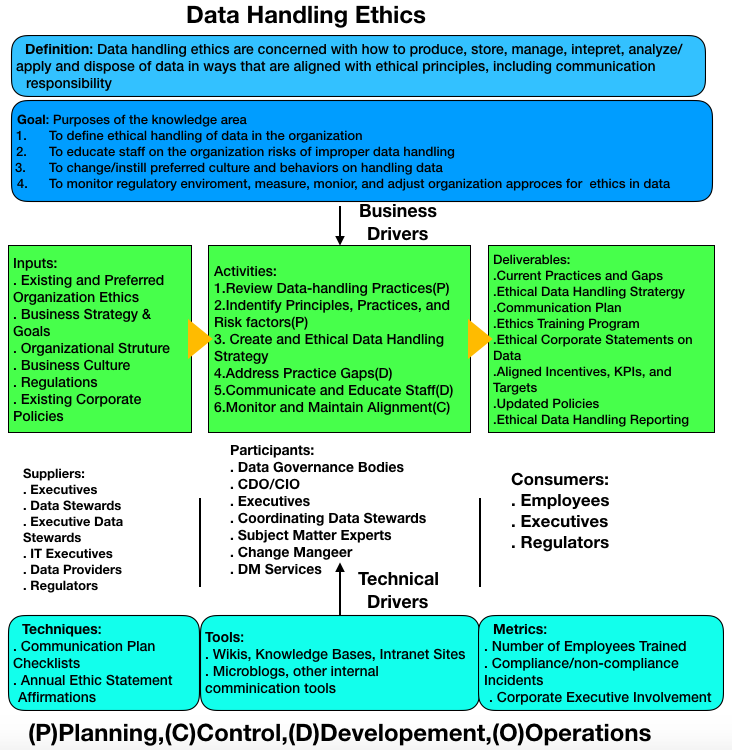 Data Handling Ethics
Definition: Data handling ethics are concerned with how to produce, store, manage, intepret, analyze/
apply and dispose of data in ways that are aligned with ethical principles, including communication
responsibility
Goal: Purposes of the knowledge area
1. To define ethical handling of data in the organization
2. To educate staff on the organization risks of improper data handling
3. To change/instill preferred culture and behaviors on handling data
4. To monitor regulatory enviroment, measure, monior, and adjust organization approces for ethics in data
Business
Drivers
Inputs:
. Existing and Preferred
Organization Ethics
. Business Strategy &
Goals
. Organizational Struture
. Business Culture
. Regulations
. Existing Corporate
Policies
Activities:
1.Review Data-handling Practices(P)
2.Indentify Principles, Practices, and
Risk factors(P)
3. Create and Ethical Data Handling
Strategy
4.Address Practice Gaps(D)
5.Communicate and Educate Staff(D)
6.Monitor and Maintain Alignment(C)
Deliverables:
.Current Practices and Gaps
.Ethical Data Handling Stratergy
.Communication Plan
.Ethics Training Program
.Ethical Corporate Statements on
Data
.Aligned Incentives, KPIs, and
Targets
.Updated Policies
.Ethical Data Handling Reporting
Suppliers:
. Executives
. Data Stewards
. Executive Data
Stewards
. IT Executives
. Data Providers
. Regulators
Participants:
. Data Governance Bodies
. CDO/CIO
. Executives
. Coordinating Data Stewards
. Subject Matter Experts
. Change Mangeer
. DM Services
Consumers:
. Employees
. Executives
. Regulators
Technical
Drivers
Techniques:
. Communication Plan
Checklists
. Annual Ethic Statement
Affirmations
Tools:
. Wikis, Knowledge Bases, Intranet Sites
. Microblogs, other internal
comminication tools
Metrics:
. Number of Employees Trained
. Compliance/non-compliance
Incidents
. Corporate Executive Involvement
(P)Planning,(C)Control,(D)Developement,(O)Operations